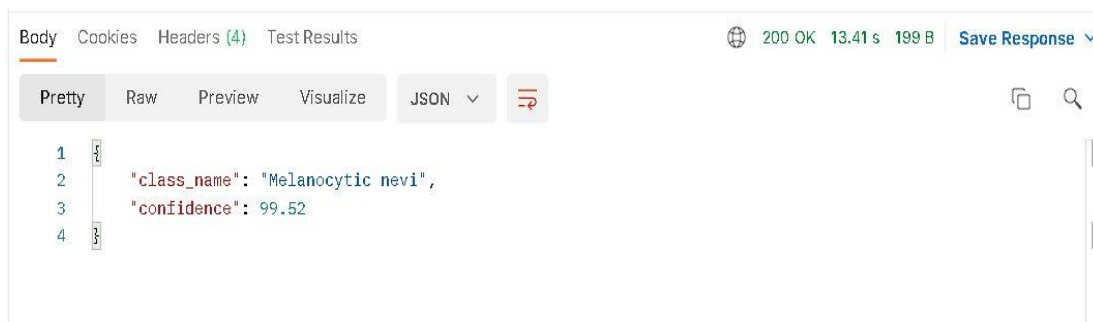 Body Cookies Headers (4) Test Results 200 OK 13.41 s 199 B Save Response
Pretty Raw Preview Visualize JSON
1 {
2 "class_name": "Melanocytic nevi",
3 "confidence": 99.52
4 }